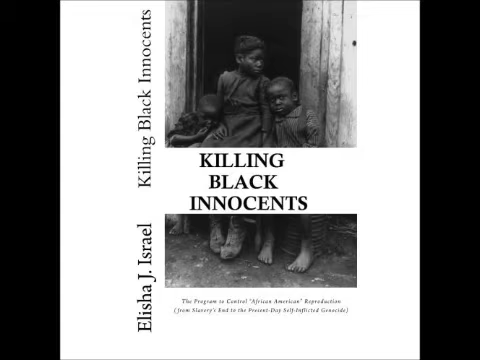 Killing Black Innocents
Elisha J. Israel
KILLING
BLACK
INNOCENTS
The Program to Control "African American" Reproduction
(from Slavery's End to the Present-Day Self-Inflicted Genocide)